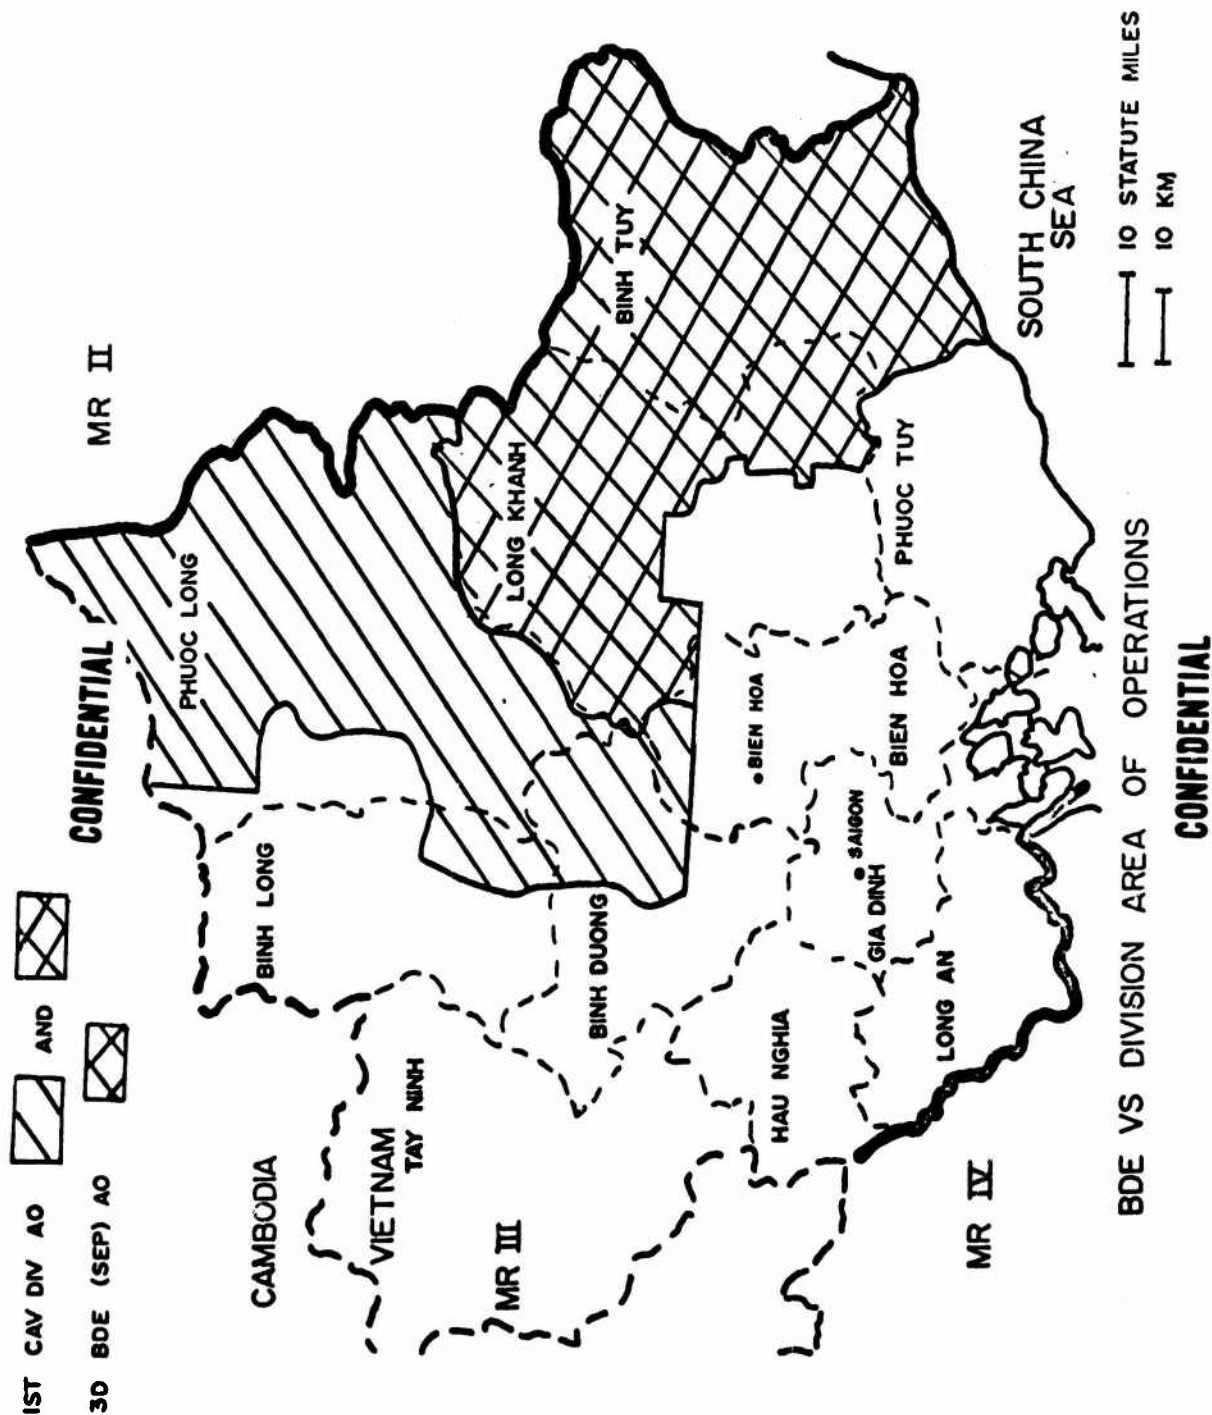 CONFIDENTIAL
1ST CAV DIV AO AND
3D BDE (SEP) AO
MR II
CAMBODIA
PHUOC LONG
BINH LONG
VIETNAM
TAY NINH
MR III
LONG KHANH
BINH TUY
BINH DUONG
BIEN HOA
HAU NGHIA
SAIGON
GIA DINH
BIEN HOA
PHUOC TUY
LONG AN
MR IV
SOUTH CHINA
SEA
10 STATUTE MILES
10 KM
BDE VS DIVISION AREA OF OPERATIONS
CONFIDENTIAL